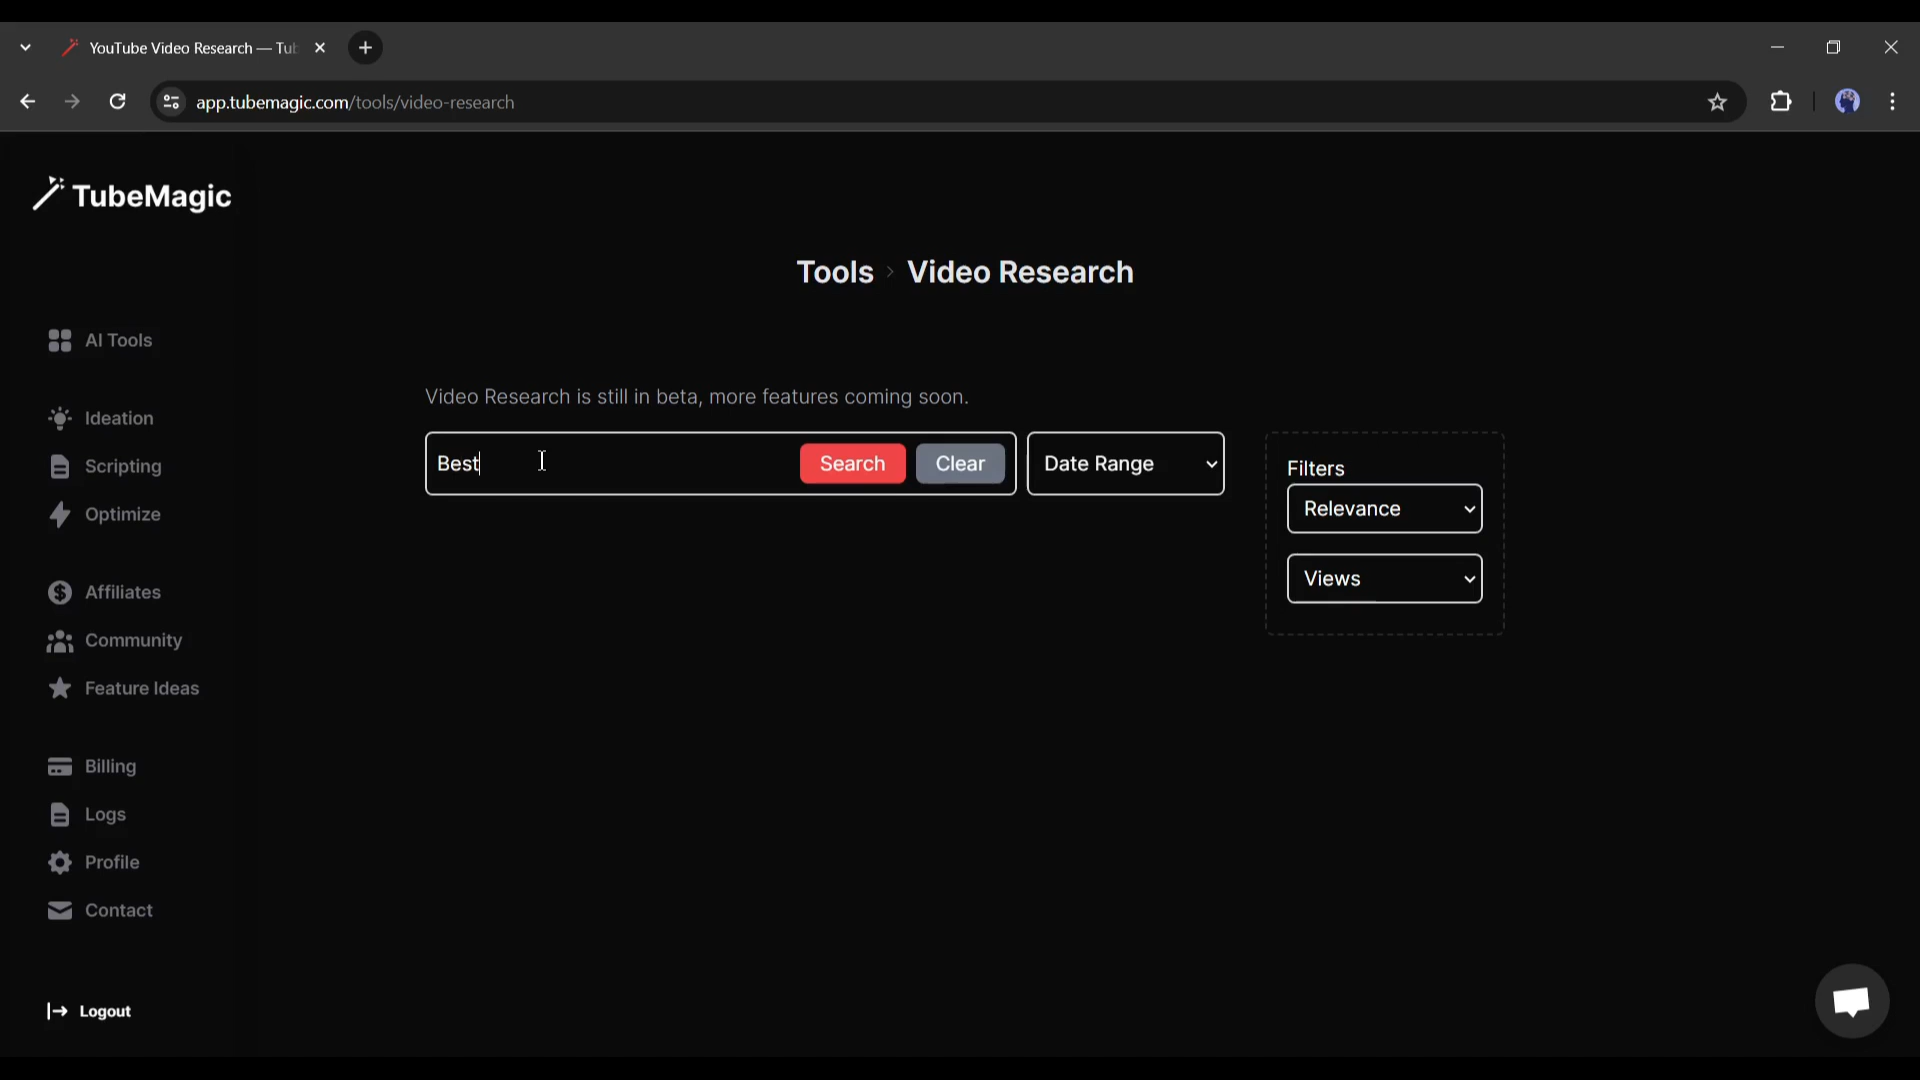 YouTube Video Research — Tub
app.tubemagic.com/tools/video-research
TubeMagic
Tools > Video Research
AI Tools
Ideation
Scripting
Optimize
Affiliates
Community
Feature Ideas
Billing
Logs
Profile
Contact
Logout
Video Research is still in beta, more features coming soon.
Best
Search
Clear
Date Range
Filters
Relevance
Views